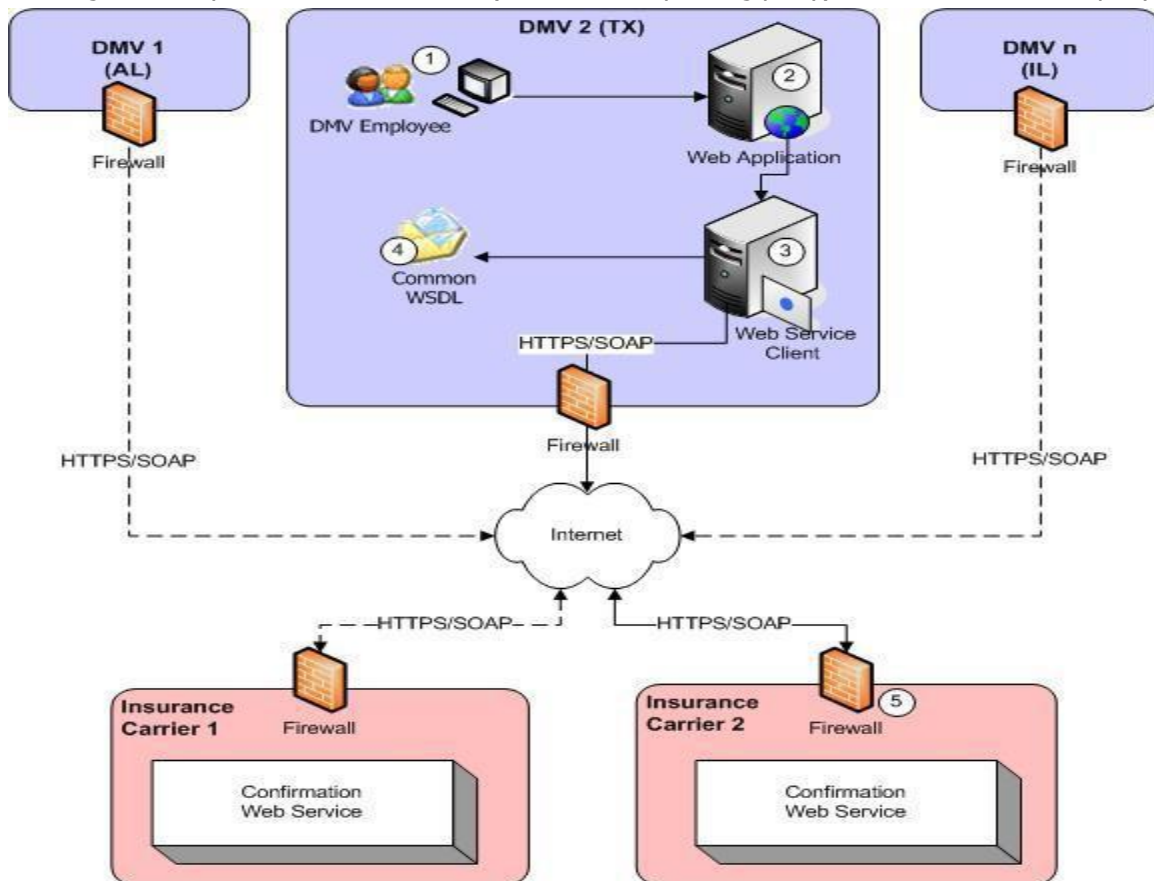 DMV 1
(AL)
Firewall
DMV 2 (TX)
1
DMV Employee
2
Web Application
3
Web Service
Client
4
Common
WSDL
HTTPS/SOAP
Firewall
DMV n
(IL)
Firewall
HTTPS/SOAP
HTTPS/SOAP
Internet
HTTPS/SOAP
HTTPS/SOAP
Insurance
Carrier 1
Firewall
Confirmation
Web Service
Insurance
Carrier 2
5
Firewall
Confirmation
Web Service